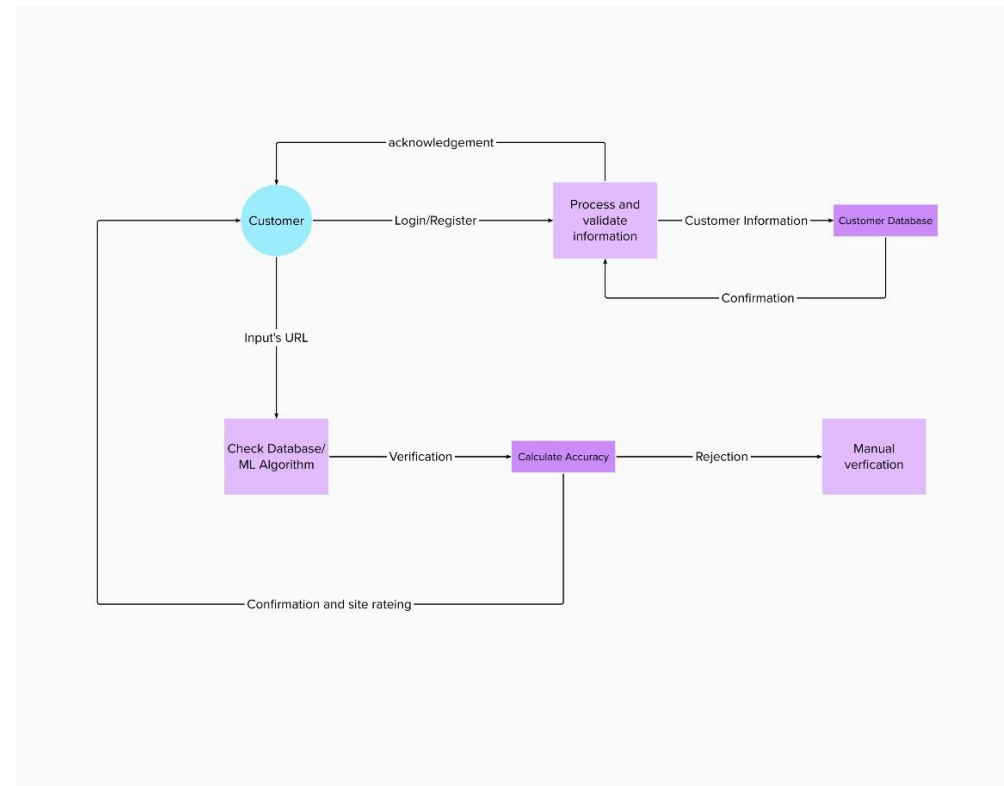 acknowledgement
Customer
Login/Register
Process and
validate
information
Customer Information
Customer Database
Confirmation
Input's URL
Check Database/
ML Algorithm
Verification
Calculate Accuracy
Rejection
Manual
verfication
Confirmation and site rateing